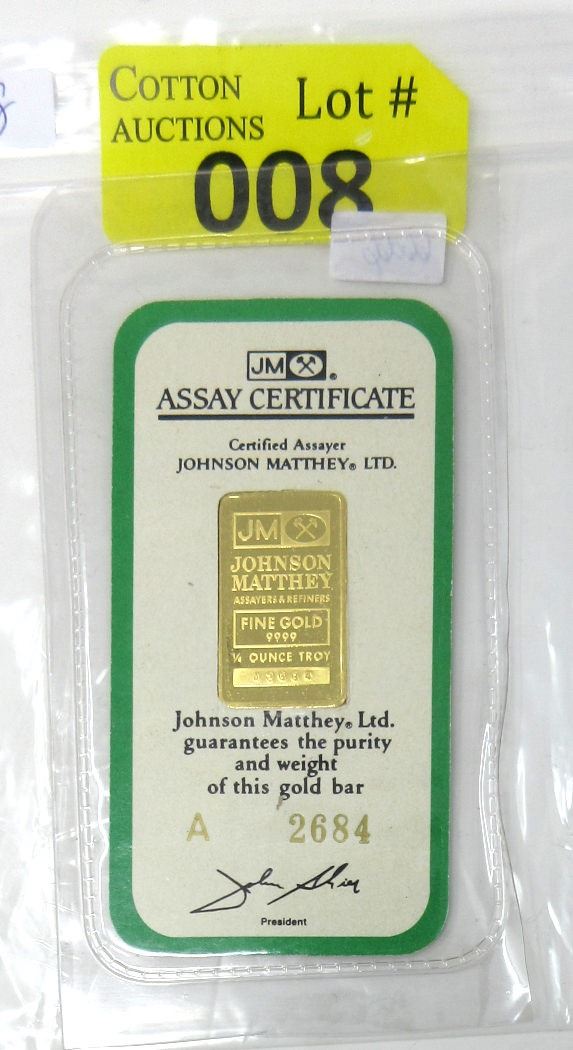 COTTON
AUCTIONS
Lot #
008
JM®
ASSAY CERTIFICATE
Certified Assayer
JOHNSON MATTHEY® LTD.
JM
JOHNSON
MATTHEY
ASSAYERS & REFINERS
FINE GOLD
9999
¼ OUNCE TROY
Johnson Matthey® Ltd.
guarantees the purity
and weight
of this gold bar
A 2684
President